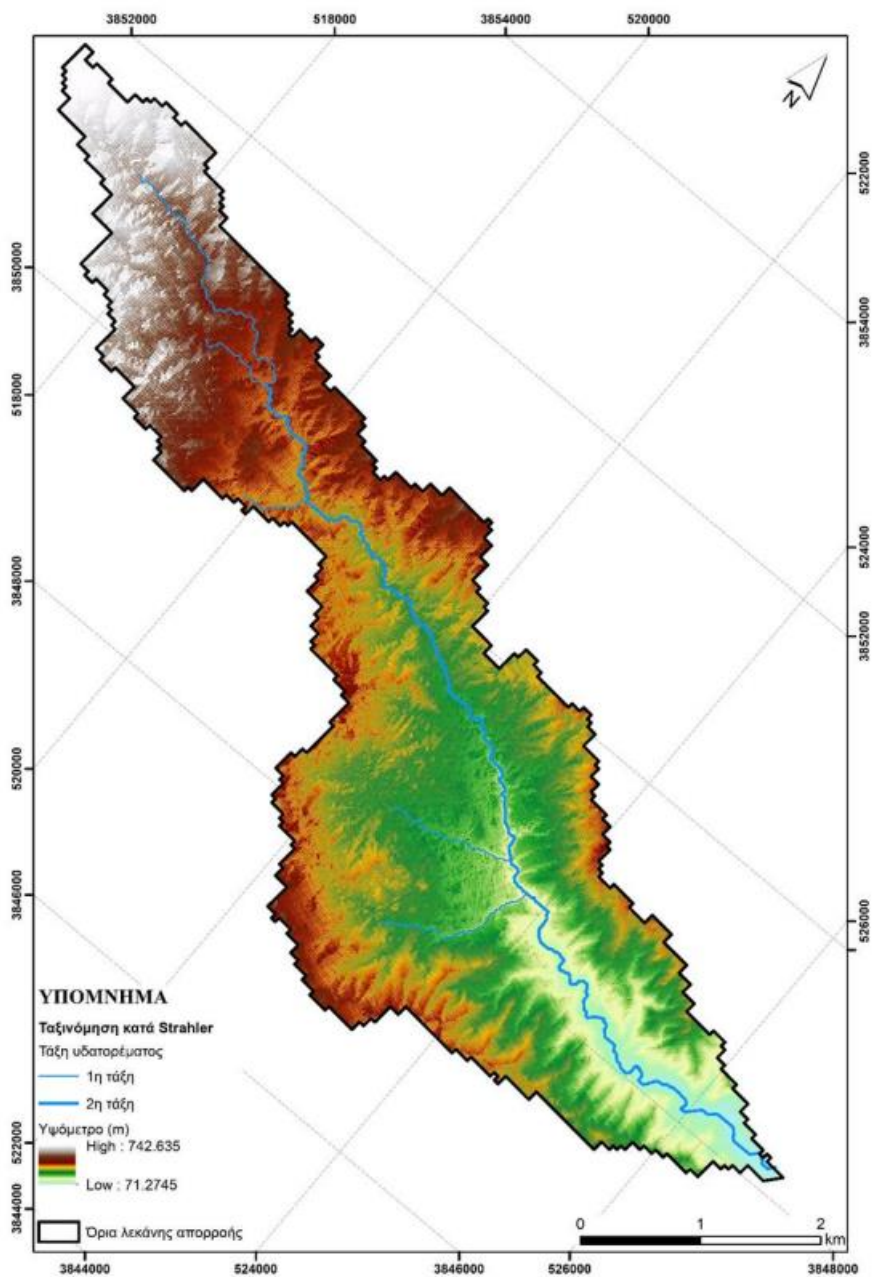 3852000 518000 3854000 520000
N
522000
3850000
3854000
518000
524000
3848000
3852000
520000
3846000
526000
ΥΠΟΜΝΗΜΑ
Ταξινόμηση κατά Strahler
Τάξη υδατορέματος
1η τάξη
2η τάξη
Υψόμετρο (m)
High : 742.635
Low : 71.2745
Όρια λεκάνης απορροής
522000
3844000
0 1 2
km
3844000 524000 3846000 526000 3848000